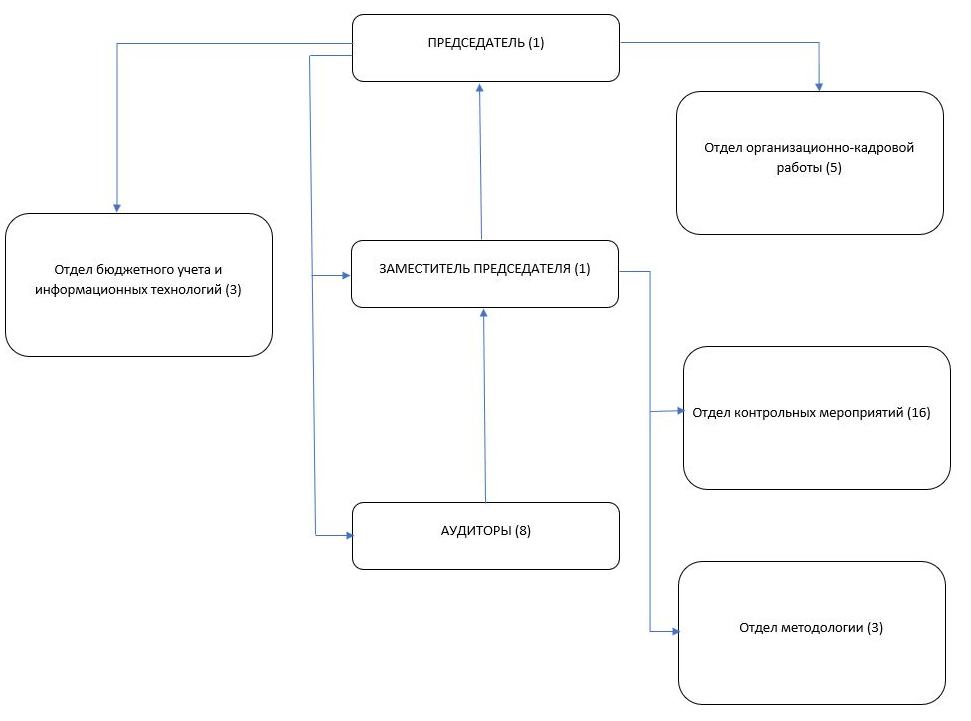 ПРЕДСЕДАТЕЛЬ (1)
Отдел организационно-кадровой
работы (5)
Отдел бюджетного учета и
информационных технологий (3)
ЗАМЕСТИТЕЛЬ ПРЕДСЕДАТЕЛЯ (1)
Отдел контрольных мероприятий (16)
АУДИТОРЫ (8)
Отдел методологии (3)